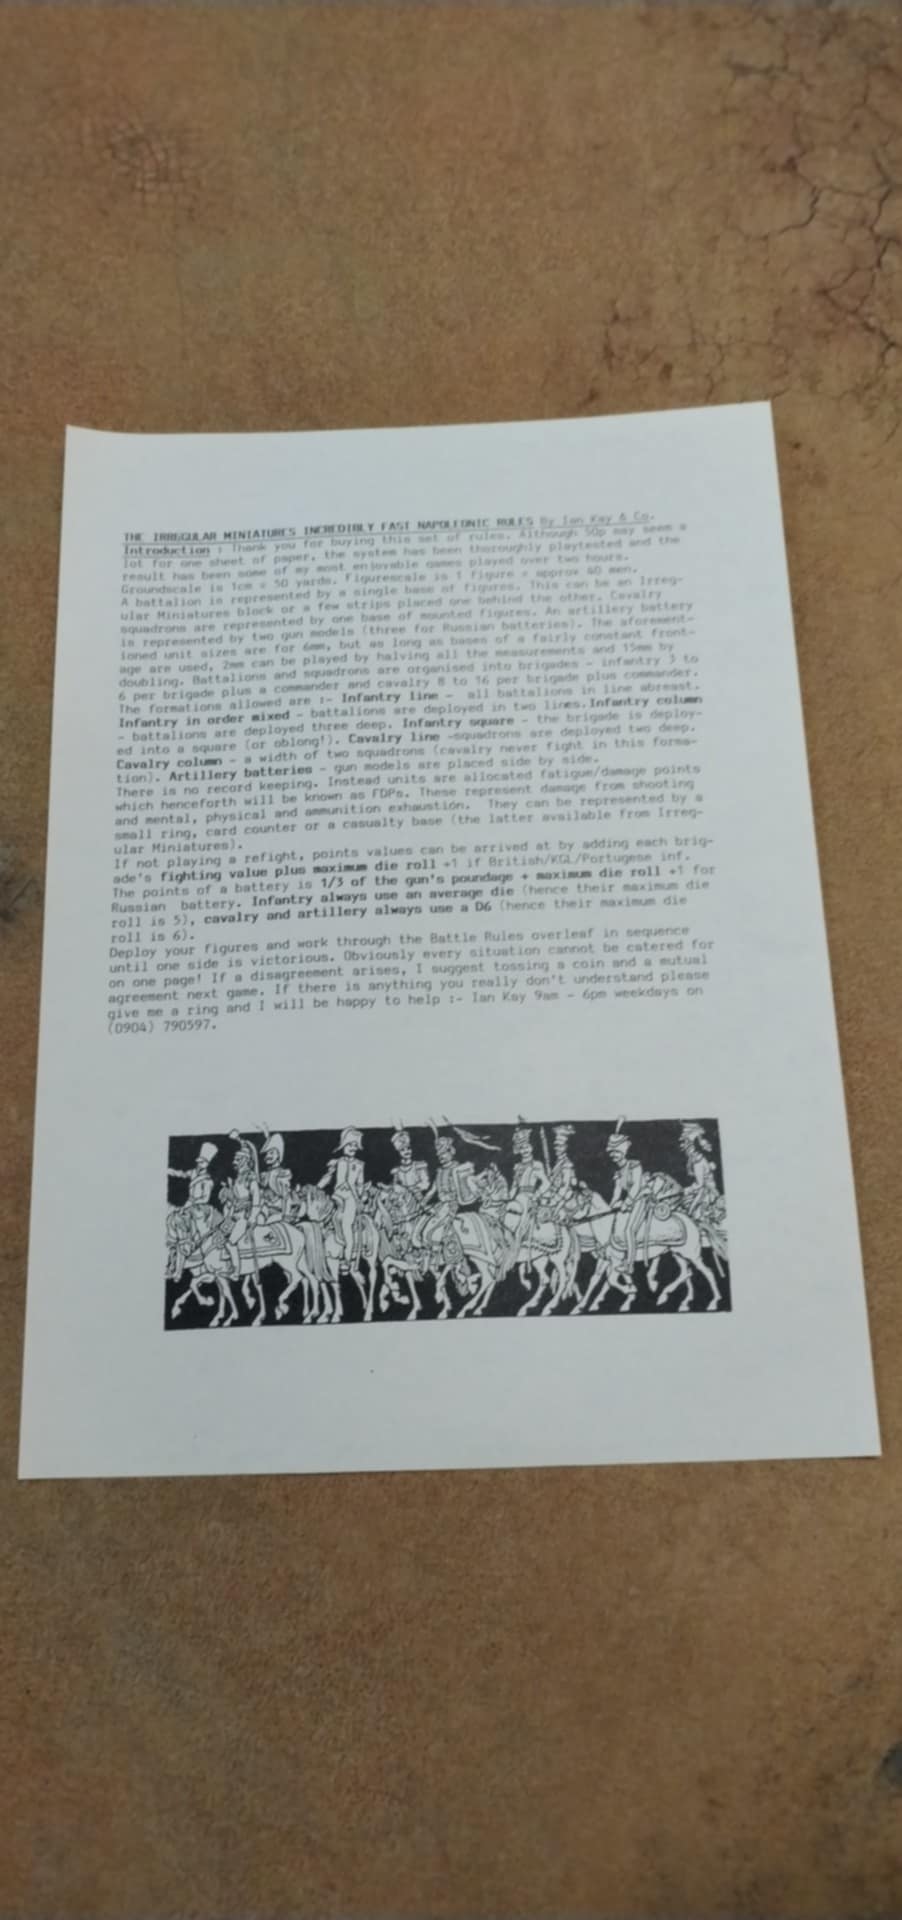 THE IRREGULAR MINIATURES INCREDIBLY FAST NAPOLEONIC RULES By Ian Kay & Co.
Introduction : Thank you for buying this set of rules. Although 50p may seem a
lot for one sheet of paper, the system has been thoroughly playtested and the
result has been some of my most enjoyable games played over two hours.
Groundscale is 1cm = 50 yards. Figurescale is 1 figure = approx 40 men.
A battalion is represented by a single base of figures. This can be an Irreg-
ular Miniatures block or a few strips placed one behind the other. Cavalry
squadrons are represented by one base of mounted figures. An artillery battery
is represented by two gun models (three for Russian batteries). The aforement-
ioned unit sizes are for 6mm, but as long as bases of a fairly constant front-
age are used, 2mm can be played by halving all the measurements and 15mm by
doubling. Battalions and squadrons are organised into brigades - infantry 3 to
6 per brigade plus a commander and cavalry 8 to 16 per brigade plus commander.
The formations allowed are :- Infantry line - all battalions in line abreast.
Infantry in order mixed - battalions are deployed in two lines. Infantry column
- battalions are deployed three deep. Infantry square - the brigade is deploy-
ed into a square (or oblong!). Cavalry line -squadrons are deployed two deep.
Cavalry column - a width of two squadrons (cavalry never fight in this forma-
tion). Artillery batteries - gun models are placed side by side.
There is no record keeping. Instead units are allocated fatigue/damage points
which henceforth will be known as FDPs. These represent damage from shooting
and mental, physical and ammunition exhaustion. They can be represented by a
small ring, card counter or a casualty base (the latter available from Irreg-
ular Miniatures).
If not playing a refight, points values can be arrived at by adding each brig-
ade's fighting value plus maximum die roll +1 if British/KGL/Portugese inf.
The points of a battery is 1/3 of the gun's poundage + maximum die roll +1 for
Russian battery. Infantry always use an average die (hence their maximum die
roll is 5), cavalry and artillery always use a D6 (hence their maximum die
roll is 6).
Deploy your figures and work through the Battle Rules overleaf in sequence
until one side is victorious. Obviously every situation cannot be catered for
on one page! If a disagreement arises, I suggest tossing a coin and a mutual
agreement next game. If there is anything you really don't understand please
give me a ring and I will be happy to help :- Ian Kay 9am - 6pm weekdays on
(0904) 790597.